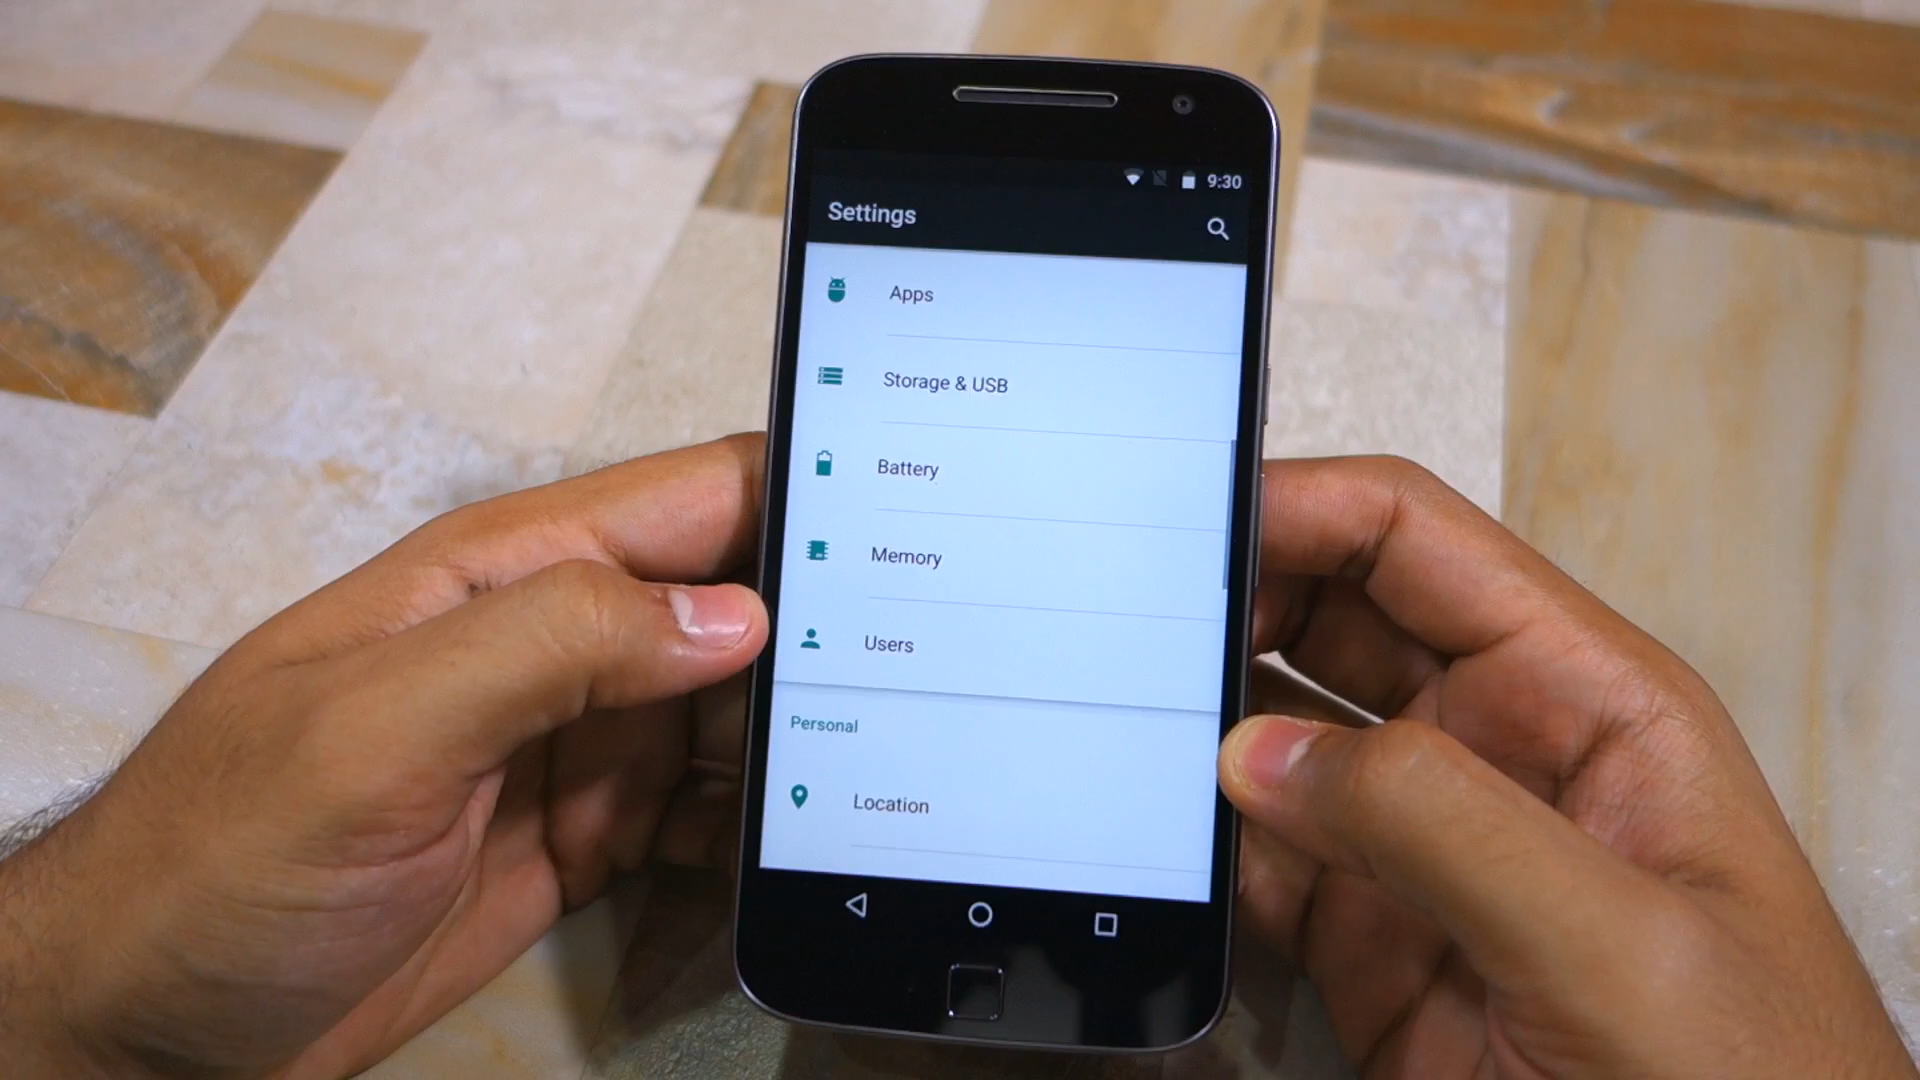 9:30
Settings
Apps
Storage & USB
Battery
Memory
Users
Personal
Location